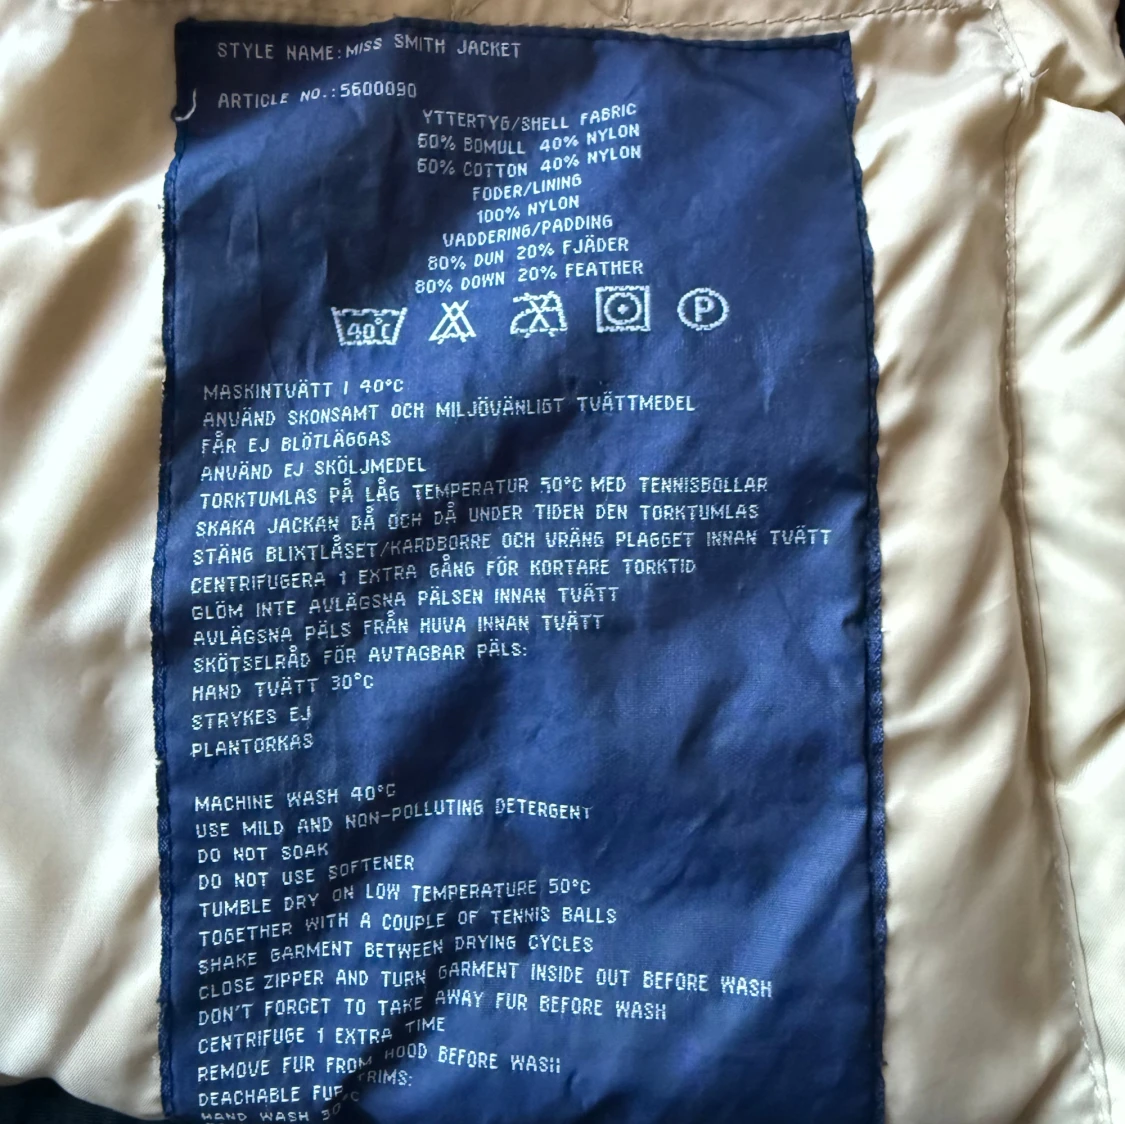 STYLE NAME: MISS SMITH JACKET
ARTICLE NO.: 5600090
YTTERTYG/SHELL FABRIC
60% BOMULL 40% NYLON
60% COTTON 40% NYLON
FODER/LINING
100% NYLON
VADDERING/PADDING
80% DUN 20% FJÄDER
80% DOWN 20% FEATHER
40°C P
MASKINTVÄTT I 40°C
ANVÄND SKONSAMT OCH MILJÖVÄNLIGT TVÄTTMEDEL
FÅR EJ BLÖTLÄGGAS
ANVÄND EJ SKÖLJMEDEL
TORKTUMLAS PÅ LÅG TEMPERATUR 50°C MED TENNISBOLLAR
SKAKA JACKAN DÅ OCH DÅ UNDER TIDEN DEN TORKTUMLAS
STÄNG BLIXTLÅSET/KARDBORRE OCH VRÄNG PLAGGET INNAN TVÄTT
CENTRIFUGERA 1 EXTRA GÅNG FÖR KORTARE TORKTID
GLÖM INTE AVLÄGSNA PÄLSEN INNAN TVÄTT
AVLÄGSNA PÄLS FRÅN HUVA INNAN TVÄTT
SKÖTSELRÅD FÖR AVTAGBAR PÄLS:
HAND TVÄTT 30°C
STRYKES EJ
PLANTORKAS
MACHINE WASH 40°C
USE MILD AND NON-POLLUTING DETERGENT
DO NOT SOAK
DO NOT USE SOFTENER
TUMBLE DRY ON LOW TEMPERATURE 50°C
TOGETHER WITH A COUPLE OF TENNIS BALLS
SHAKE GARMENT BETWEEN DRYING CYCLES
CLOSE ZIPPER AND TURN GARMENT INSIDE OUT BEFORE WASH
DON'T FORGET TO TAKE AWAY FUR BEFORE WASH
CENTRIFUGE 1 EXTRA TIME
REMOVE FUR FROM HOOD BEFORE WASH
DEACHABLE FUR TRIMS:
HAND WASH 30°C